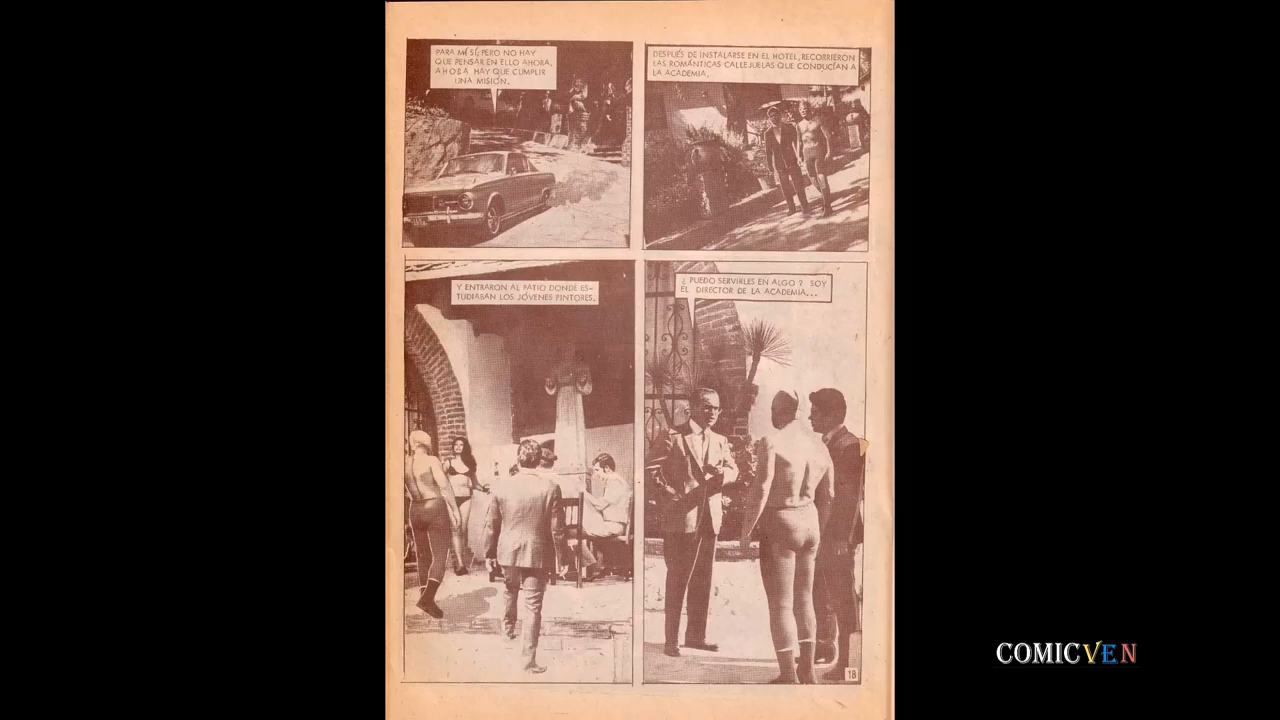 PARA MÍ SÍ; PERO NO HAY
QUE PENSAR EN ELLO AHORA,
AHORA HAY QUE CUMPLIR
UNA MISIÓN.
DESPUÉS DE INSTALARSE EN EL HOTEL, RECORRIERON
LAS ROMÁNTICAS CALLEJUELAS QUE CONDUCÍAN A
LA ACADEMIA,
Y ENTRARON AL PATIO DONDE ES-
TUDIABAN LOS JÓVENES PINTORES.
¿ PUEDO SERVIRLES EN ALGO ? SOY
EL DIRECTOR DE LA ACADEMIA...
18
COMICVEN